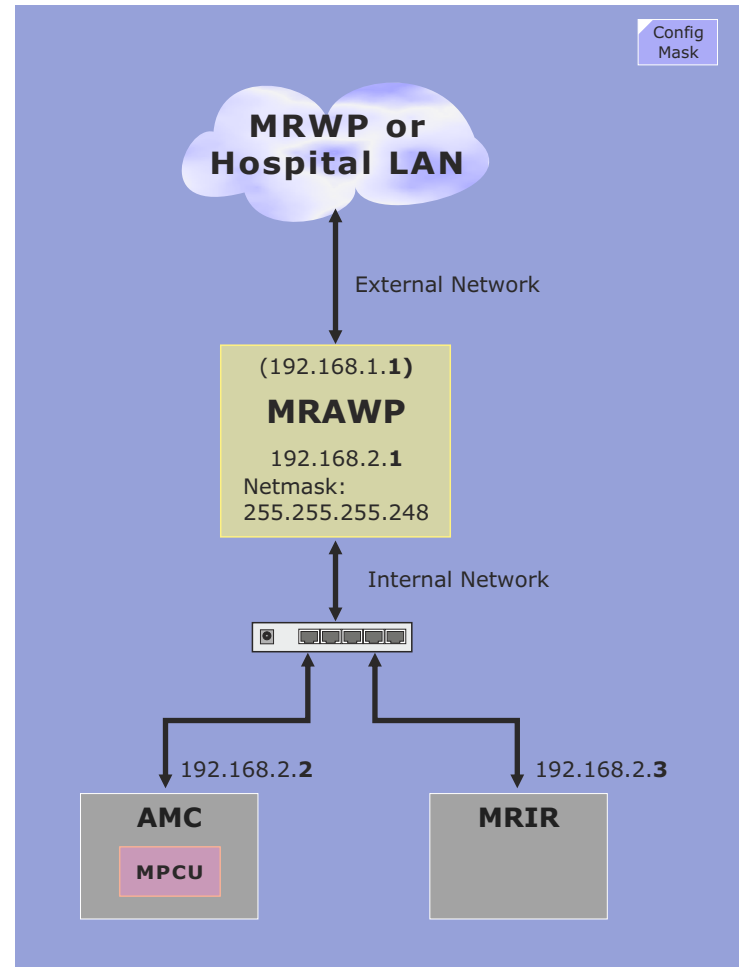 Config
Mask
MRWP or
Hospital LAN
External Network
(192.168.1.1)
MRAWP
192.168.2.1
Netmask:
255.255.255.248
Internal Network
192.168.2.2
192.168.2.3
AMC
MRIR
MPCU